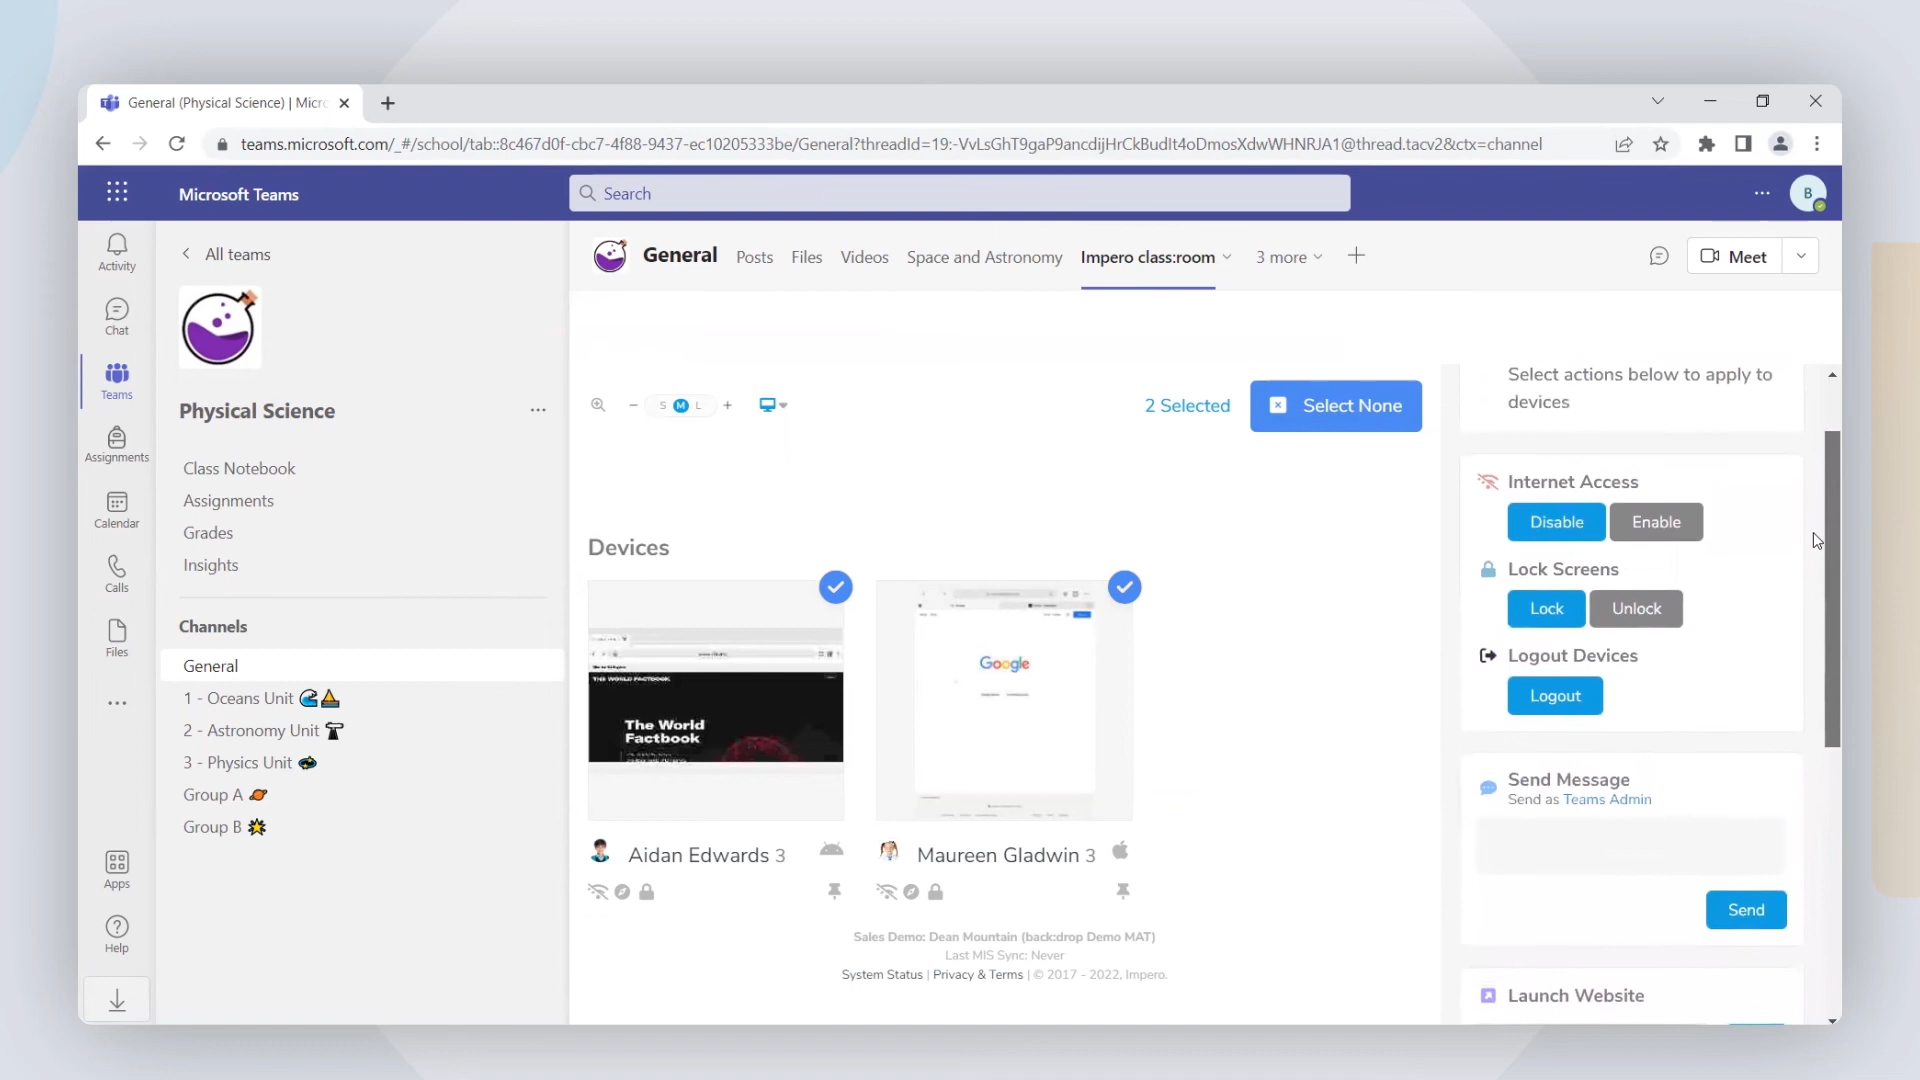 General (Physical Science) | Micro
teams.microsoft.com/_#/school/tab::8c467d0f-cbc7-4f88-9437-ec10205333be/General?threadId=19:-VvLsGhT9gaP9ancdijHrCkBudIt4oDmosXdwWHNRJA1@thread.tacv2&ctx=channel
Microsoft Teams
Search
B
Activity
Chat
Teams
Assignments
Calendar
Calls
Files
Apps
Help
All teams
Physical Science
Class Notebook
Assignments
Grades
Insights
Channels
General
1 - Oceans Unit
2 - Astronomy Unit
3 - Physics Unit
Group A
Group B
General Posts Files Videos Space and Astronomy Impero class:room 3 more
Meet
S M L
2 Selected
Select None
Devices
THE WORLD FACTBOOK
The World
Factbook
Google
Aidan Edwards 3
Maureen Gladwin 3
Sales Demo: Dean Mountain (back:drop Demo MAT)
Last MIS Sync: Never
System Status | Privacy & Terms | © 2017 - 2022, Impero.
Select actions below to apply to
devices
Internet Access
Disable Enable
Lock Screens
Lock Unlock
Logout Devices
Logout
Send Message
Send as Teams Admin
Send
Launch Website